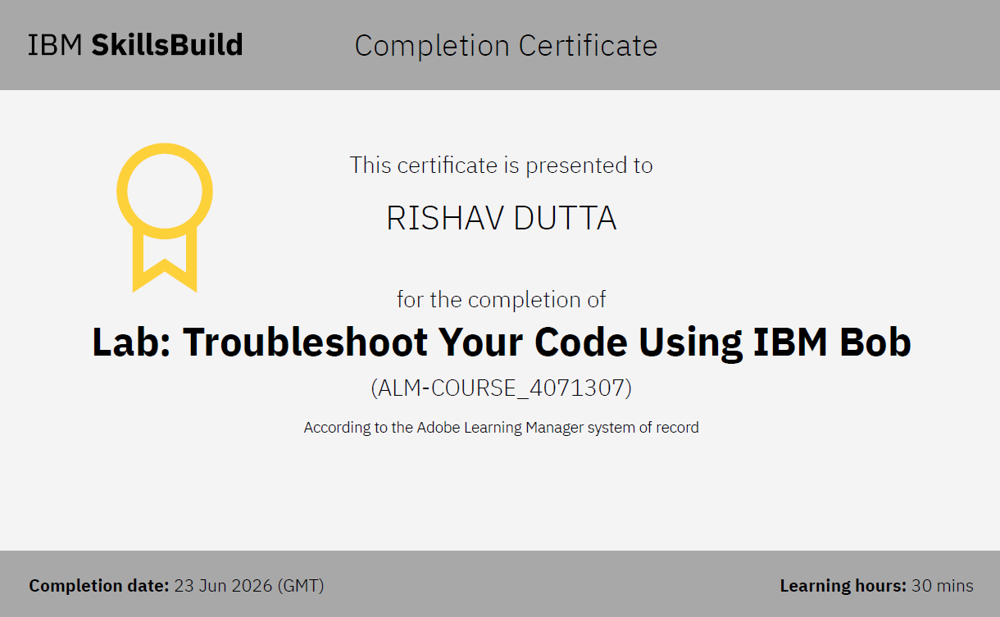 IBM SkillsBuild
Completion Certificate
This certificate is presented to
RISHAV DUTTA
for the completion of
Lab: Troubleshoot Your Code Using IBM Bob
(ALM-COURSE_4071307)
According to the Adobe Learning Manager system of record
Completion date: 23 Jun 2026 (GMT)
Learning hours: 30 mins